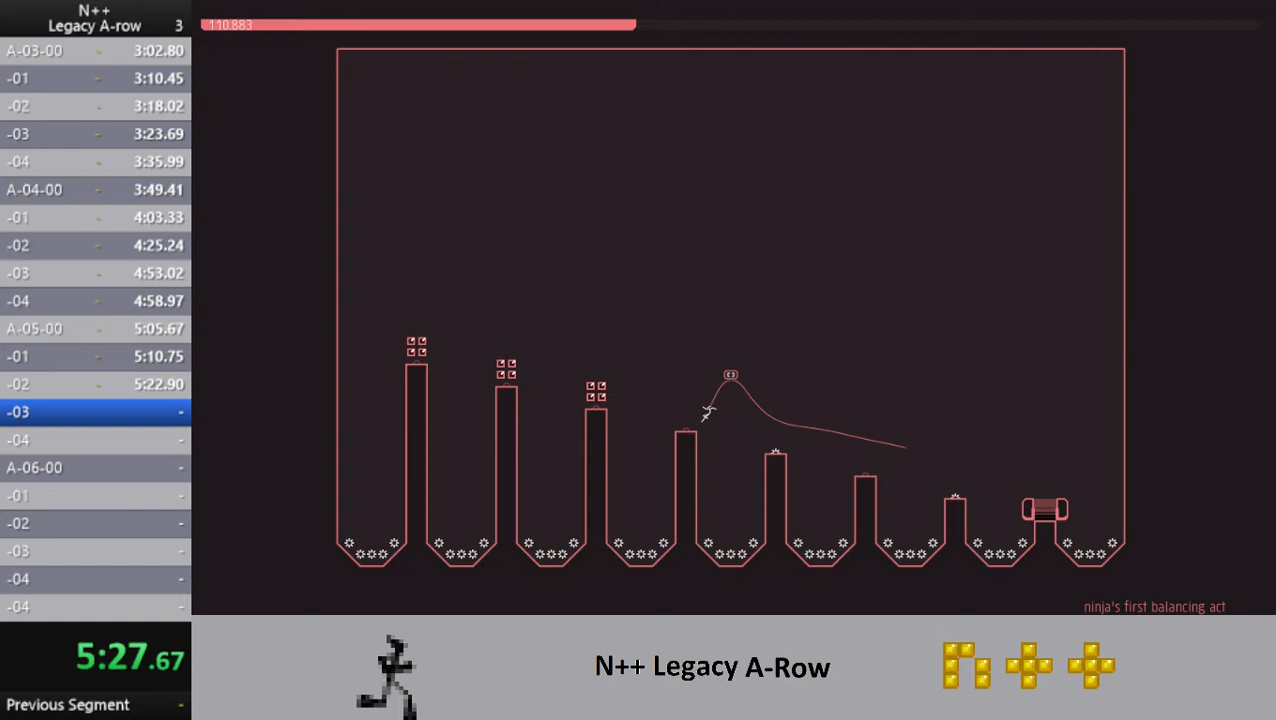 N++
Legacy A-row 3
A-03-00 - 3:02.80
-01 - 3:10.45
-02 - 3:18.02
-03 - 3:23.69
-04 - 3:35.99
A-04-00 - 3:49.41
-01 - 4:03.33
-02 - 4:25.24
-03 - 4:53.02
-04 - 4:58.97
A-05-00 - 5:05.67
-01 - 5:10.75
-02 - 5:22.90
-03 -
-04 -
A-06-00 -
-01 -
-02 -
-03 -
-04 -
-04 -
5:27.67
Previous Segment -
110.883
ninja's first balancing act
N++ Legacy A-Row
n++